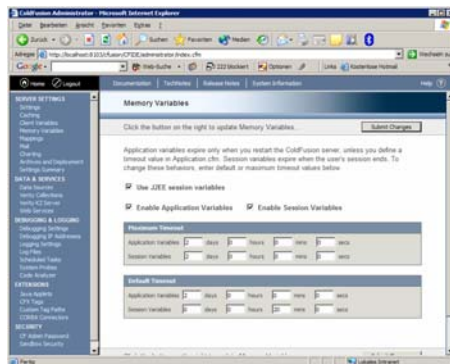 ColdFusion Administrator - Microsoft Internet Explorer
Datei Bearbeiten Ansicht Favoriten Extras ?
Zurück Suchen Favoriten Medien
Adresse
Google Web-Suche blockiert Optionen Links Kostenlose Hotmail
Home Logout Documentation TechNotes Release Notes System Information Help
SERVER SETTINGS
Settings
Caching
Client Variables
Memory Variables
Mappings
Mail
Charting
Archives and Deployment
Settings Summary
DATA & SERVICES
Data Sources
Verity Collections
Verity K2 Server
Web Services
DEBUGGING & LOGGING
Debugging Settings
Debugging IP Addresses
Logging Settings
Log Files
Scheduled Tasks
System Probes
Code Analyzer
EXTENSIONS
Java Applets
CFX Tags
Custom Tag Paths
CORBA Connectors
SECURITY
CF Admin Password
Sandbox Security
Memory Variables
Click the button on the right to update Memory Variables... Submit Changes
Application variables expire only when you restart the ColdFusion server, unless you define a
timeout value in Application.cfm. Session variables expire when the user's session ends. To
change these behaviors, enter default or maximum timeout values below
Use J2EE session variables
Enable Application Variables Enable Session Variables
Maximum Timeout
Application Variables 2 days 0 hours 0 mins 0 secs
Session Variables 2 days 0 hours 0 mins 0 secs
Default Timeout
Application Variables 2 days 0 hours 0 mins 0 secs
Session Variables 0 days 0 hours 20 mins 0 secs
Fertig Lokales Intranet